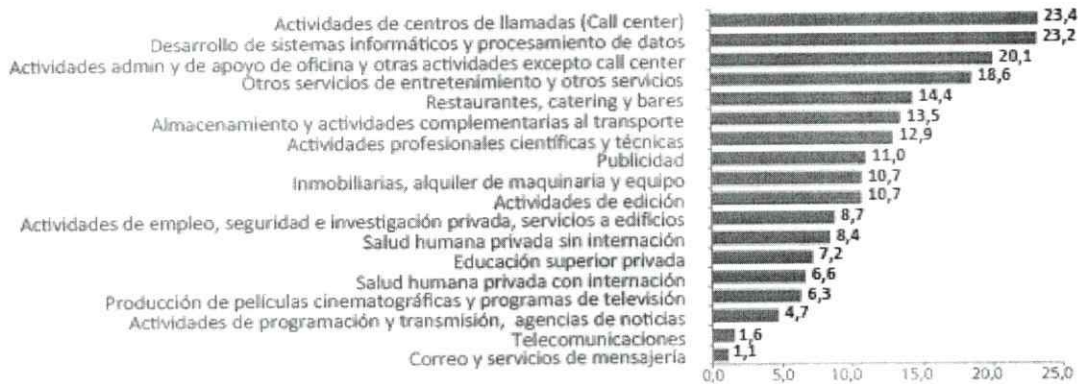 Actividades de centros de llamadas (Call center) 23,4
Desarrollo de sistemas informáticos y procesamiento de datos 23,2
Actividades admin y de apoyo de oficina y otras actividades excepto call center 20,1
Otros servicios de entretenimiento y otros servicios 18,6
Restaurantes, catering y bares 14,4
Almacenamiento y actividades complementarias al transporte 13,5
Actividades profesionales científicas y técnicas 12,9
Publicidad 11,0
Inmobiliarias, alquiler de maquinaria y equipo 10,7
Actividades de edición 10,7
Actividades de empleo, seguridad e investigación privada, servicios a edificios 8,7
Salud humana privada sin internación 8,4
Educación superior privada 7,2
Salud humana privada con internación 6,6
Producción de películas cinematográficas y programas de televisión 6,3
Actividades de programación y transmisión, agencias de noticias 4,7
Telecomunicaciones 1,6
Correo y servicios de mensajería 1,1
0,0 5,0 10,0 15,0 20,0 25,0